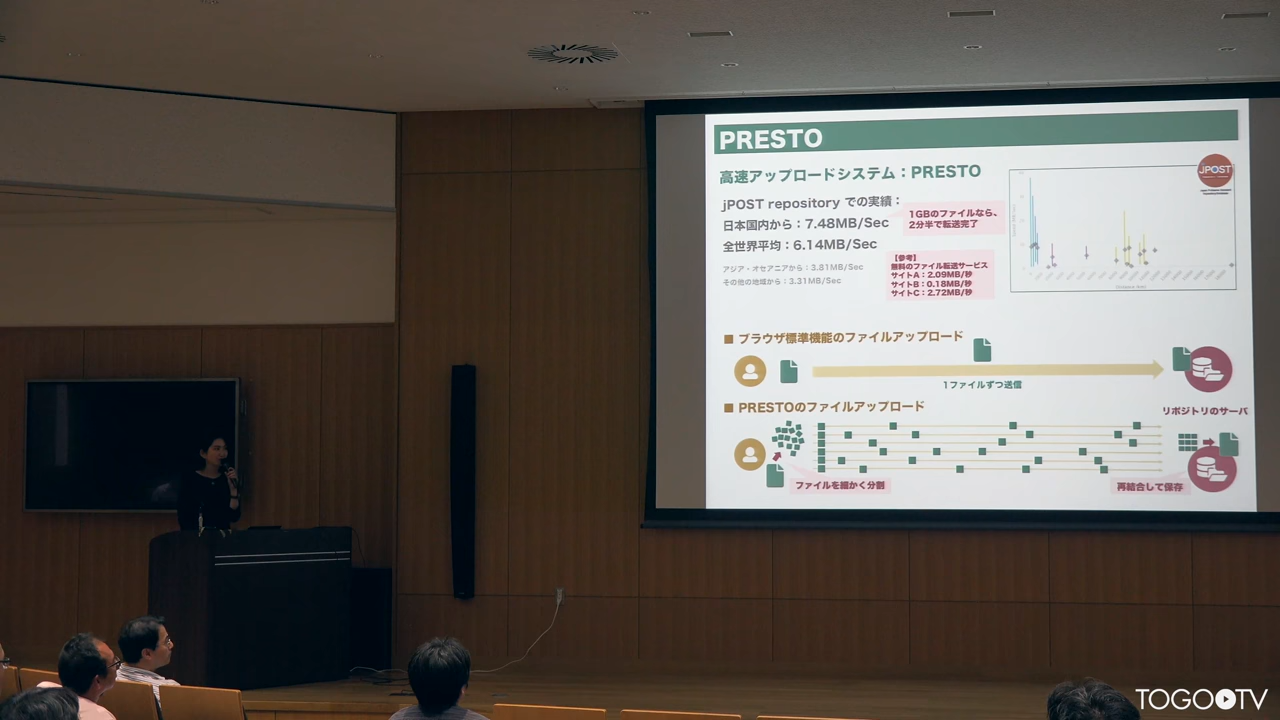 PRESTO
高速アップロードシステム：PRESTO
jPOST
jPOST repository での実績：
日本国内から：7.48MB/Sec
1GBのファイルなら、
2分半で転送完了
全世界平均：6.14MB/Sec
アジア・オセアニアから：3.81MB/Sec
その他の地域から：3.31MB/Sec
【参考】
無料のファイル転送サービス
サイトA：2.09MB/秒
サイトB：0.18MB/秒
サイトC：2.72MB/秒
■ ブラウザ標準機能のファイルアップロード
1ファイルずつ送信
■ PRESTOのファイルアップロード
リポジトリのサーバ
ファイルを細かく分割
再結合して保存
TOGOTV